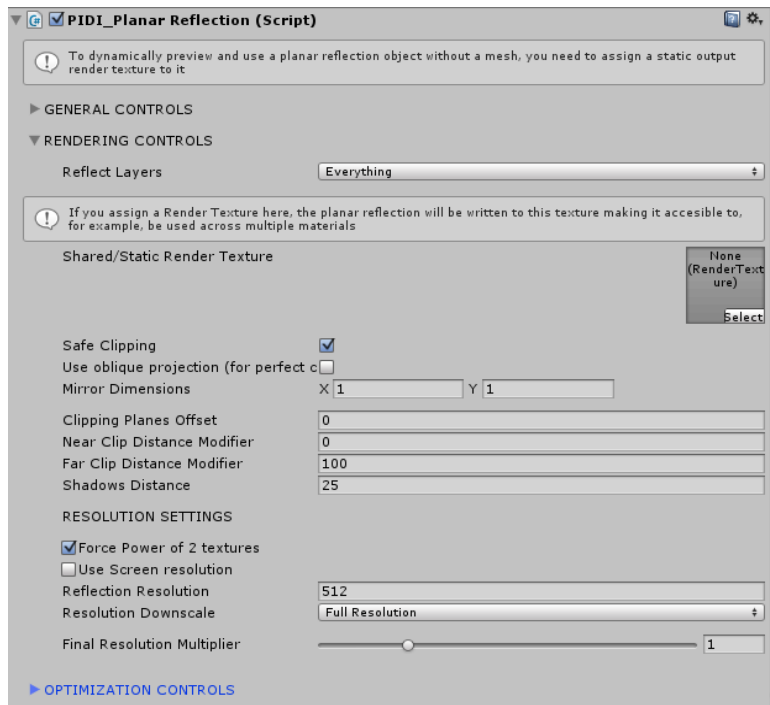 PIDI_Planar Reflection (Script)
To dynamically preview and use a planar reflection object without a mesh, you need to assign a static output
render texture to it
GENERAL CONTROLS
RENDERING CONTROLS
Reflect Layers Everything
If you assign a Render Texture here, the planar reflection will be written to this texture making it accesible to,
for example, be used across multiple materials
Shared/Static Render Texture
None
(RenderText
ure)
Select
Safe Clipping
Use oblique projection (for perfect c
Mirror Dimensions X 1 Y 1
Clipping Planes Offset 0
Near Clip Distance Modifier 0
Far Clip Distance Modifier 100
Shadows Distance 25
RESOLUTION SETTINGS
Force Power of 2 textures
Use Screen resolution
Reflection Resolution 512
Resolution Downscale Full Resolution
Final Resolution Multiplier 1
OPTIMIZATION CONTROLS